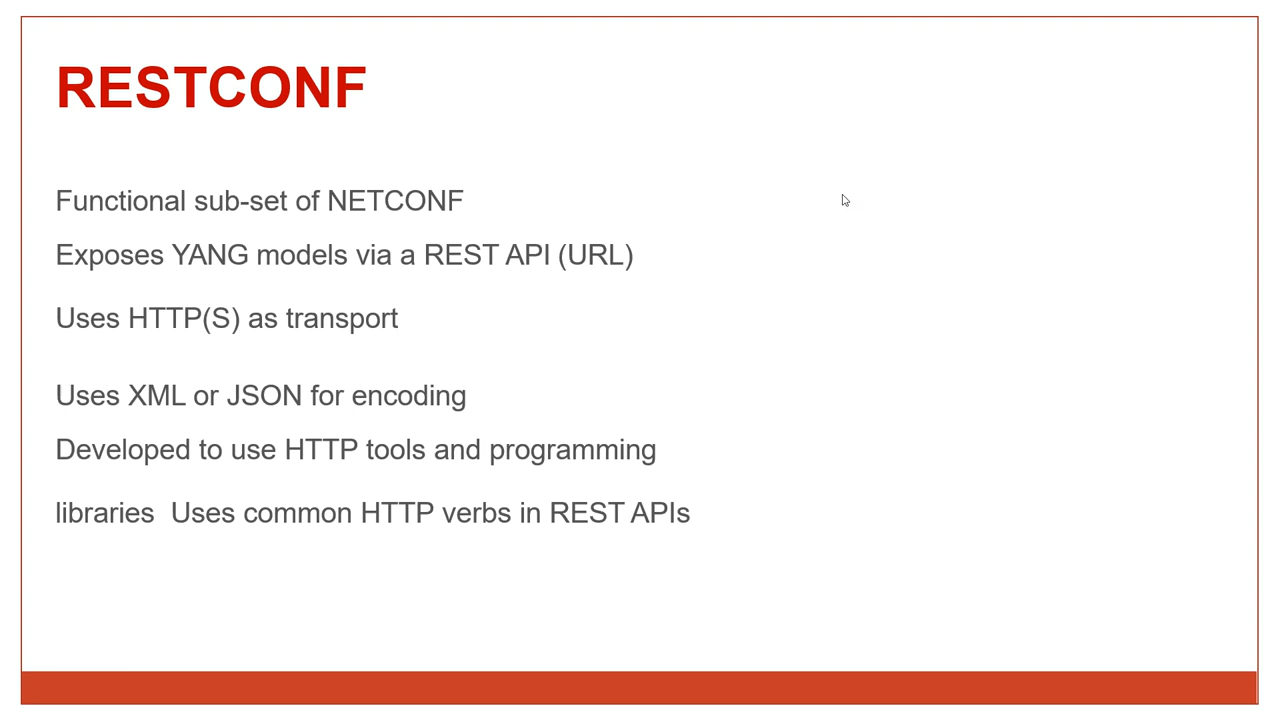 RESTCONF
Functional sub-set of NETCONF
Exposes YANG models via a REST API (URL)
Uses HTTP(S) as transport
Uses XML or JSON for encoding
Developed to use HTTP tools and programming
libraries  Uses common HTTP verbs in REST APIs